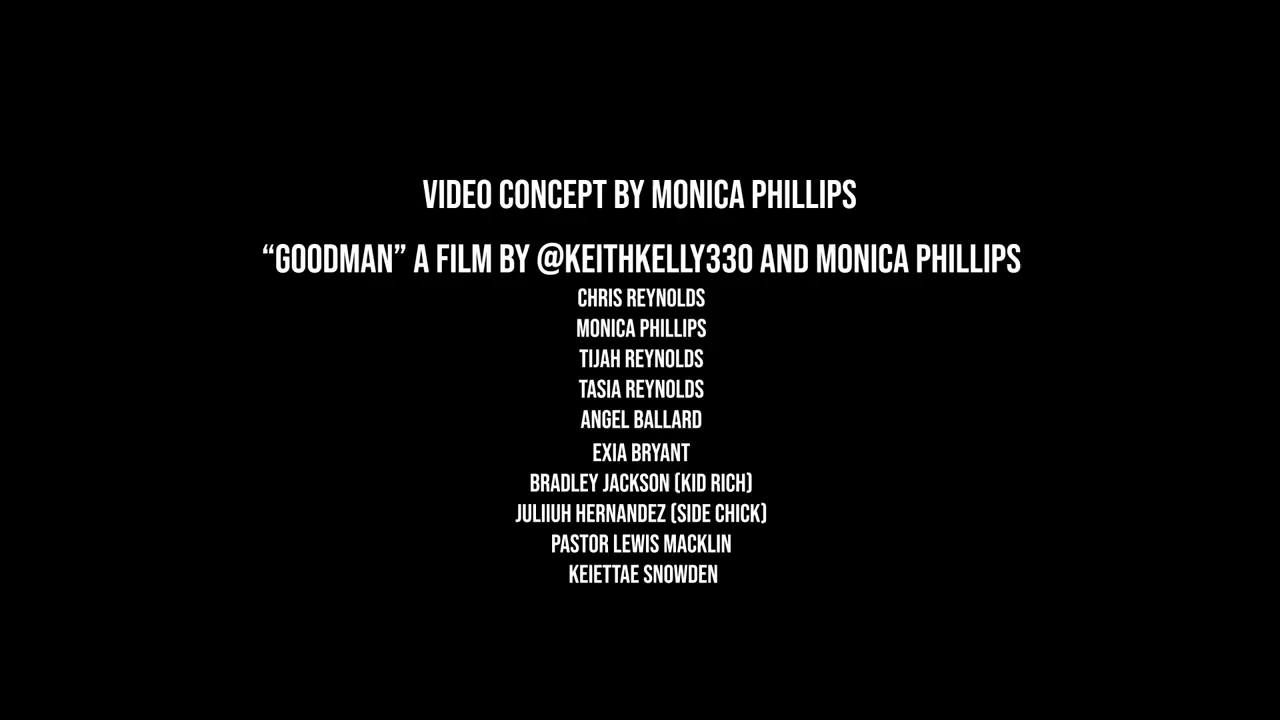 VIDEO CONCEPT BY MONICA PHILLIPS
“GOODMAN” A FILM BY @KEITHKELLY330 AND MONICA PHILLIPS
CHRIS REYNOLDS
MONICA PHILLIPS
TIJAH REYNOLDS
TASIA REYNOLDS
ANGEL BALLARD
EXIA BRYANT
BRADLEY JACKSON (KID RICH)
JULIIUH HERNANDEZ (SIDE CHICK)
PASTOR LEWIS MACKLIN
KEIETTAE SNOWDEN